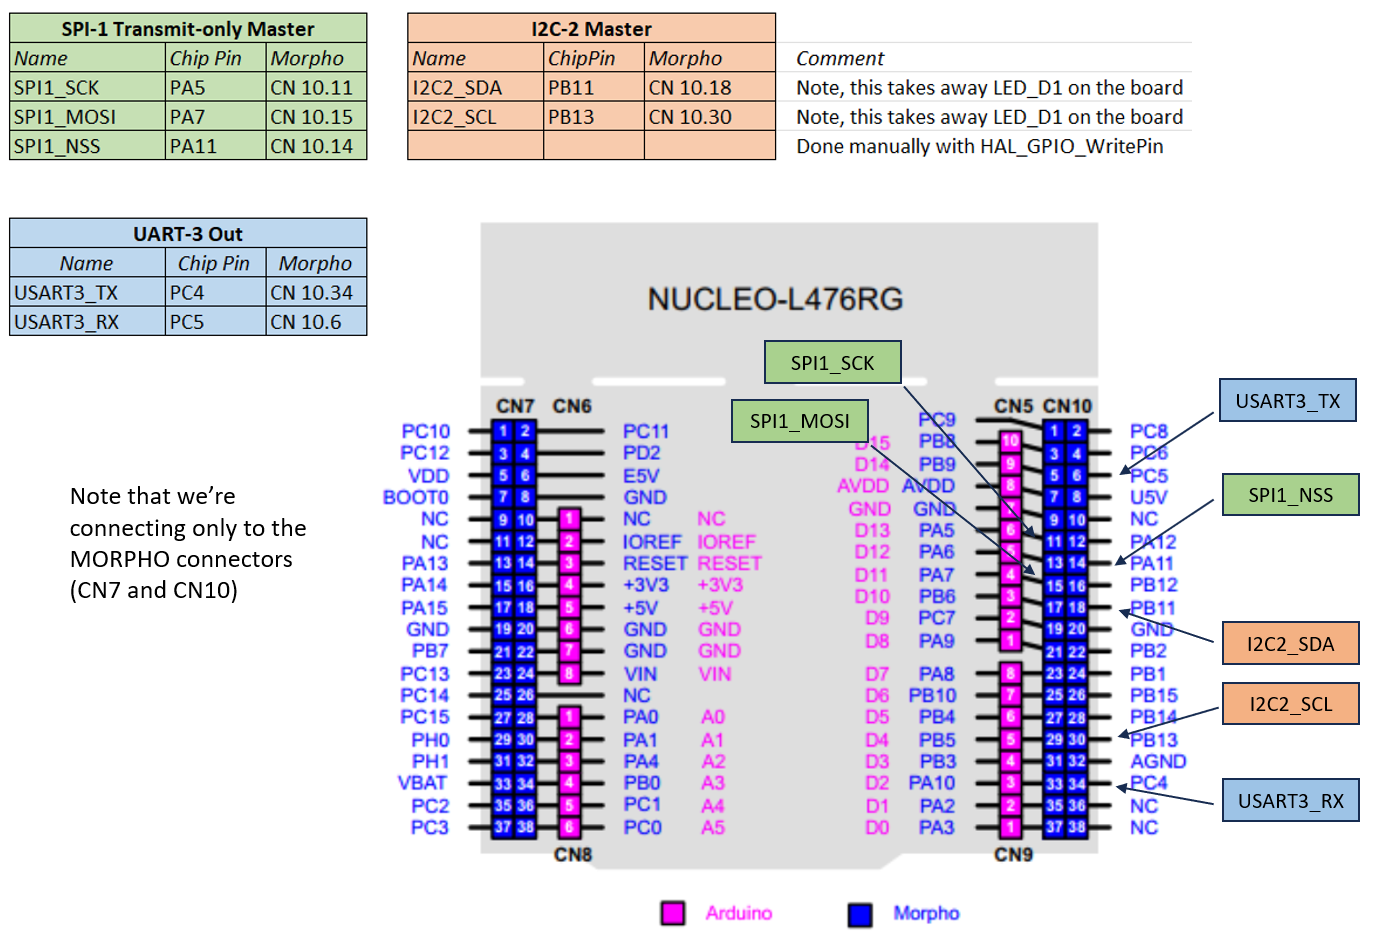 SPI-1 Transmit-only Master
Name Chip Pin Morpho
SPI1_SCK PA5 CN 10.11
SPI1_MOSI PA7 CN 10.15
SPI1_NSS PA11 CN 10.14
I2C-2 Master
Name ChipPin Morpho Comment
I2C2_SDA PB11 CN 10.18 Note, this takes away LED_D1 on the board
I2C2_SCL PB13 CN 10.30 Note, this takes away LED_D1 on the board
Done manually with HAL_GPIO_WritePin
UART-3 Out
Name Chip Pin Morpho
USART3_TX PC4 CN 10.34
USART3_RX PC5 CN 10.6
Note that we're
connecting only to the
MORPHO connectors
(CN7 and CN10)
NUCLEO-L476RG
SPI1_SCK
SPI1_MOSI
USART3_TX
SPI1_NSS
I2C2_SDA
I2C2_SCL
USART3_RX
CN7 CN6
PC10 1 2 PC11
PC12 3 4 PD2
VDD 5 6 E5V
BOOT0 7 8 GND
NC 9 10 1 NC NC
NC 11 12 2 IOREF IOREF
PA13 13 14 3 RESET RESET
PA14 15 16 4 +3V3 +3V3
PA15 17 18 5 +5V +5V
GND 19 20 6 GND GND
PB7 21 22 7 GND GND
PC13 23 24 8 VIN VIN
PC14 25 26 NC
PC15 27 28 1 PA0 A0
PH0 29 30 2 PA1 A1
PH1 31 32 3 PA4 A2
VBAT 33 34 4 PB0 A3
PC2 35 36 5 PC1 A4
PC3 37 38 6 PC0 A5
CN8
CN5 CN10
PC9 1 2 PC8
D15 PB8 10 3 4 PC6
D14 PB9 9 5 6 PC5
AVDD AVDD 8 7 8 U5V
GND GND 9 10 NC
D13 PA5 6 11 12 PA12
D12 PA6 5 13 14 PA11
D11 PA7 4 15 16 PB12
D10 PB6 3 17 18 PB11
D9 PC7 2 19 20 GND
D8 PA9 1 21 22 PB2
D7 PA8 8 23 24 PB1
D6 PB10 7 25 26 PB15
D5 PB4 6 27 28 PB14
D4 PB5 5 29 30 PB13
D3 PB3 4 31 32 AGND
D2 PA10 3 33 34 PC4
D1 PA2 2 35 36 NC
D0 PA3 1 37 38 NC
CN9
Arduino Morpho